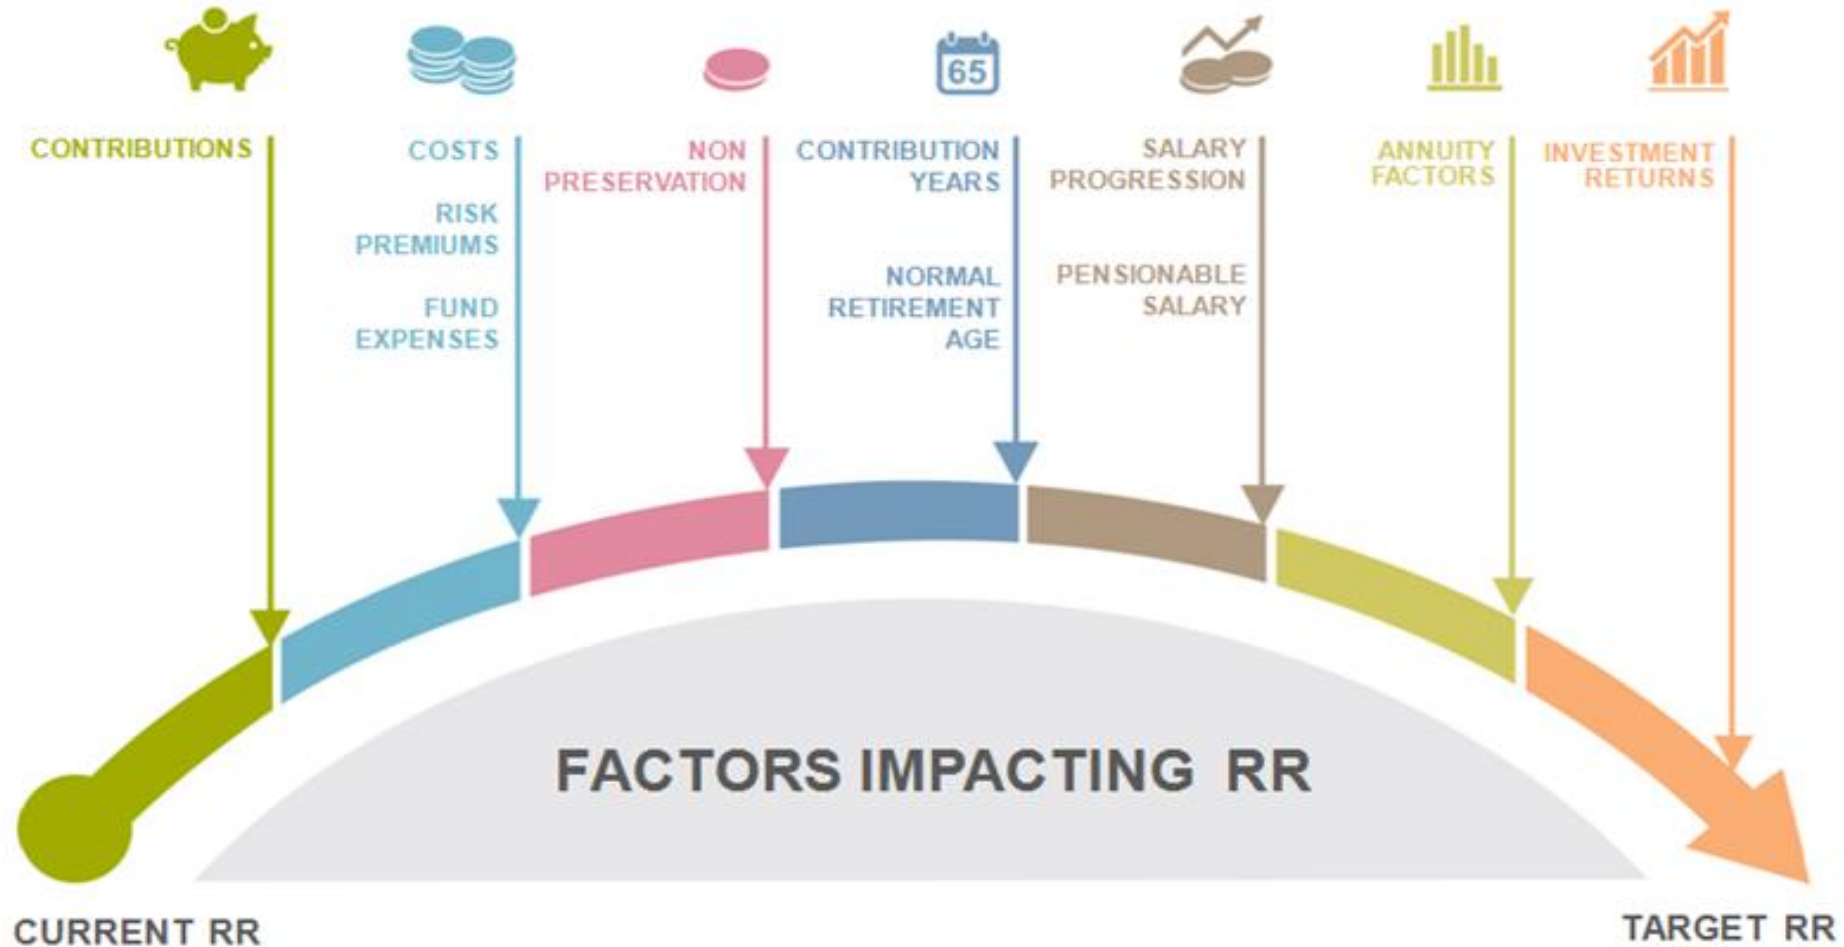 65
CONTRIBUTIONS
COSTS
RISK
PREMIUMS
FUND
EXPENSES
NON
PRESERVATION
CONTRIBUTION
YEARS
NORMAL
RETIREMENT
AGE
SALARY
PROGRESSION
PENSIONABLE
SALARY
ANNUITY
FACTORS
INVESTMENT
RETURNS
FACTORS IMPACTING RR
CURRENT RR
TARGET RR